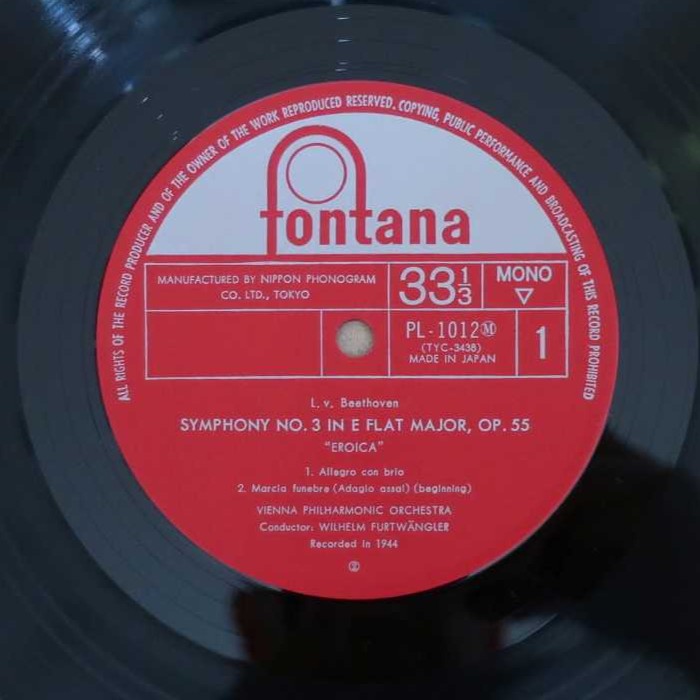 ALL RIGHTS OF THE RECORD PRODUCER AND OF THE OWNER OF THE WORK REPRODUCED RESERVED. COPYING, PUBLIC PERFORMANCE AND BROADCASTING OF THIS RECORD PROHIBITED
fontana
MANUFACTURED BY NIPPON PHONOGRAM
CO. LTD., TOKYO
33 1/3
MONO
▽
PL-1012Ⓜ
(TYC-3438)
MADE IN JAPAN
1
L. v. Beethoven
SYMPHONY NO. 3 IN E FLAT MAJOR, OP. 55
"EROICA"
1. Allegro con brio
2. Marcia funebre (Adagio assai) (beginning)
VIENNA PHILHARMONIC ORCHESTRA
Conductor: WILHELM FURTWÄNGLER
Recorded in 1944
②